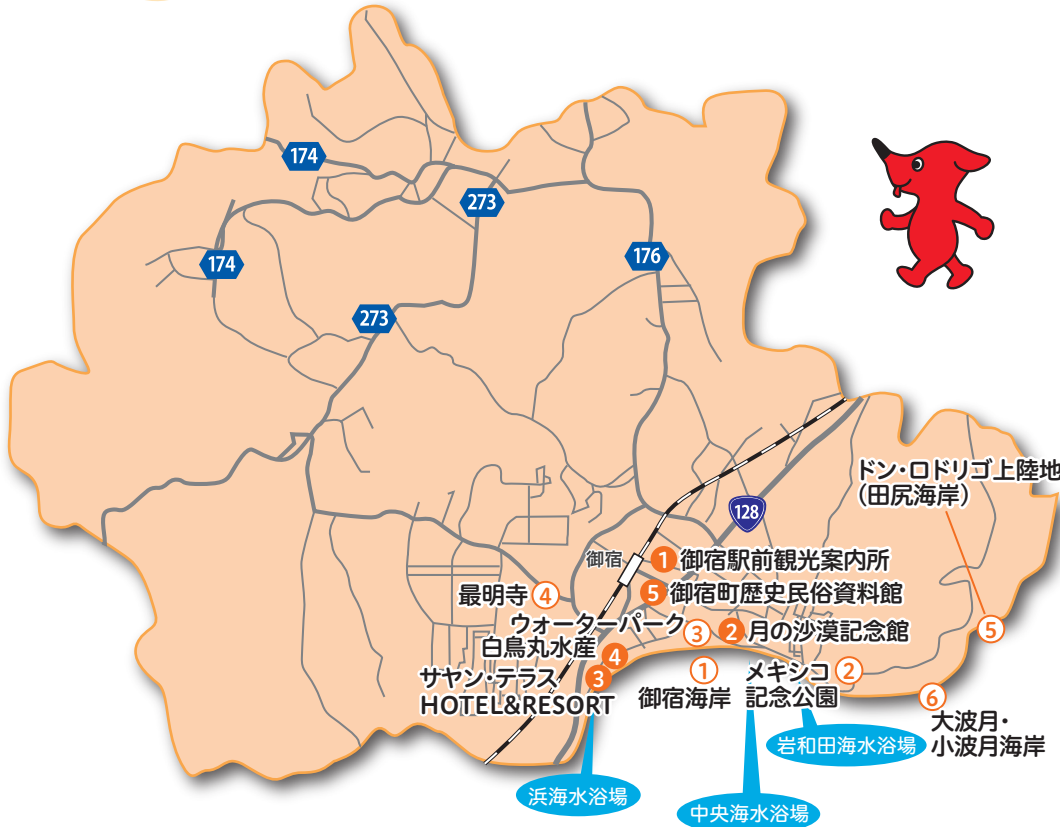 174
273
174
176
273
ドン・ロドリゴ上陸地
（田尻海岸）
128
御宿
1 御宿駅前観光案内所
5 御宿町歴史民俗資料館
最明寺 4
ウォーターパーク 3
2 月の沙漠記念館
5
白鳥丸水産 4
サヤン・テラス
HOTEL&RESORT 3
1
御宿海岸
メキシコ
記念公園 2
6
大波月・
小波月海岸
岩和田海水浴場
浜海水浴場
中央海水浴場